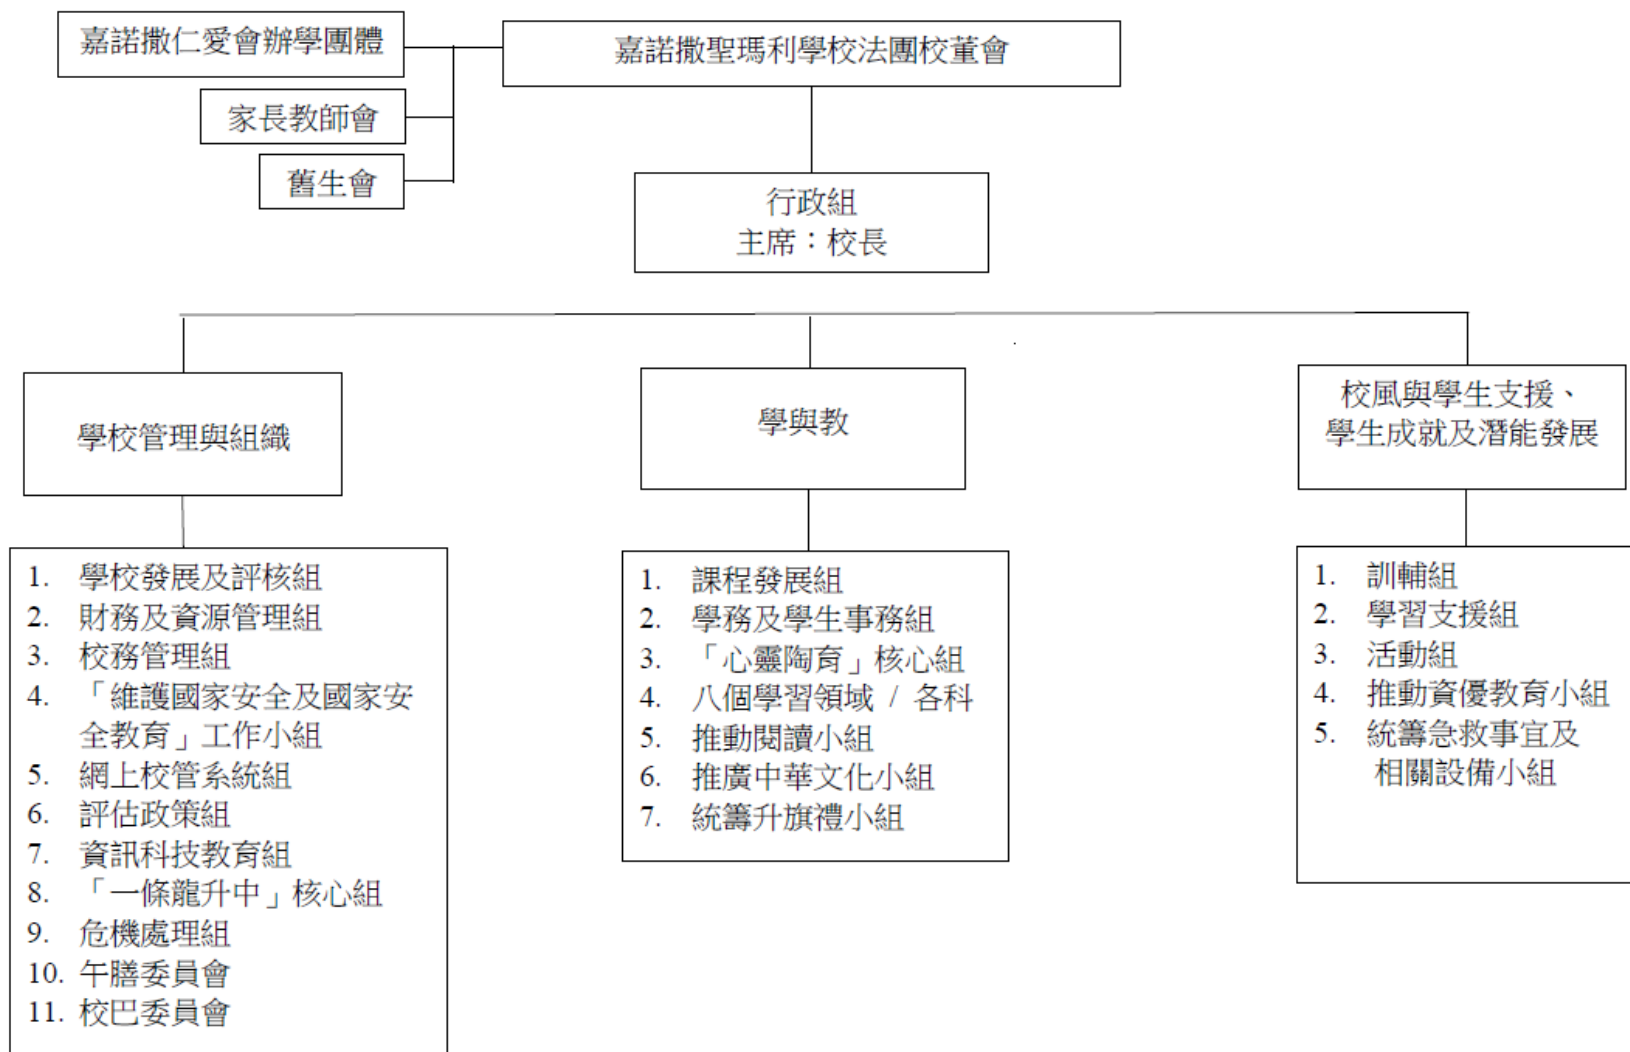 嘉諾撒仁愛會辦學團體
嘉諾撒聖瑪利學校法團校董會
家長教師會
舊生會
行政組
主席：校長
學校管理與組織
學與教
校風與學生支援、
學生成就及潛能發展
1. 學校發展及評核組
2. 財務及資源管理組
3. 校務管理組
4. 「維護國家安全及國家安
全教育」工作小組
5. 網上校管系統組
6. 評估政策組
7. 資訊科技教育組
8. 「一條龍升中」核心組
9. 危機處理組
10. 午膳委員會
11. 校巴委員會
1. 課程發展組
2. 學務及學生事務組
3. 「心靈陶育」核心組
4. 八個學習領域 / 各科
5. 推動閱讀小組
6. 推廣中華文化小組
7. 統籌升旗禮小組
1. 訓輔組
2. 學習支援組
3. 活動組
4. 推動資優教育小組
5. 統籌急救事宜及
相關設備小組